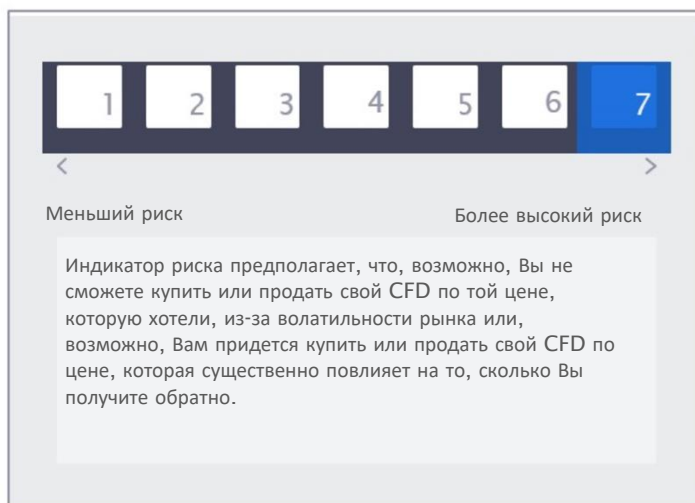 1 2 3 4 5 6 7
< >
Меньший риск Более высокий риск
Индикатор риска предполагает, что, возможно, Вы не
сможете купить или продать свой CFD по той цене,
которую хотели, из-за волатильности рынка или,
возможно, Вам придется купить или продать свой CFD по
цене, которая существенно повлияет на то, сколько Вы
получите обратно.